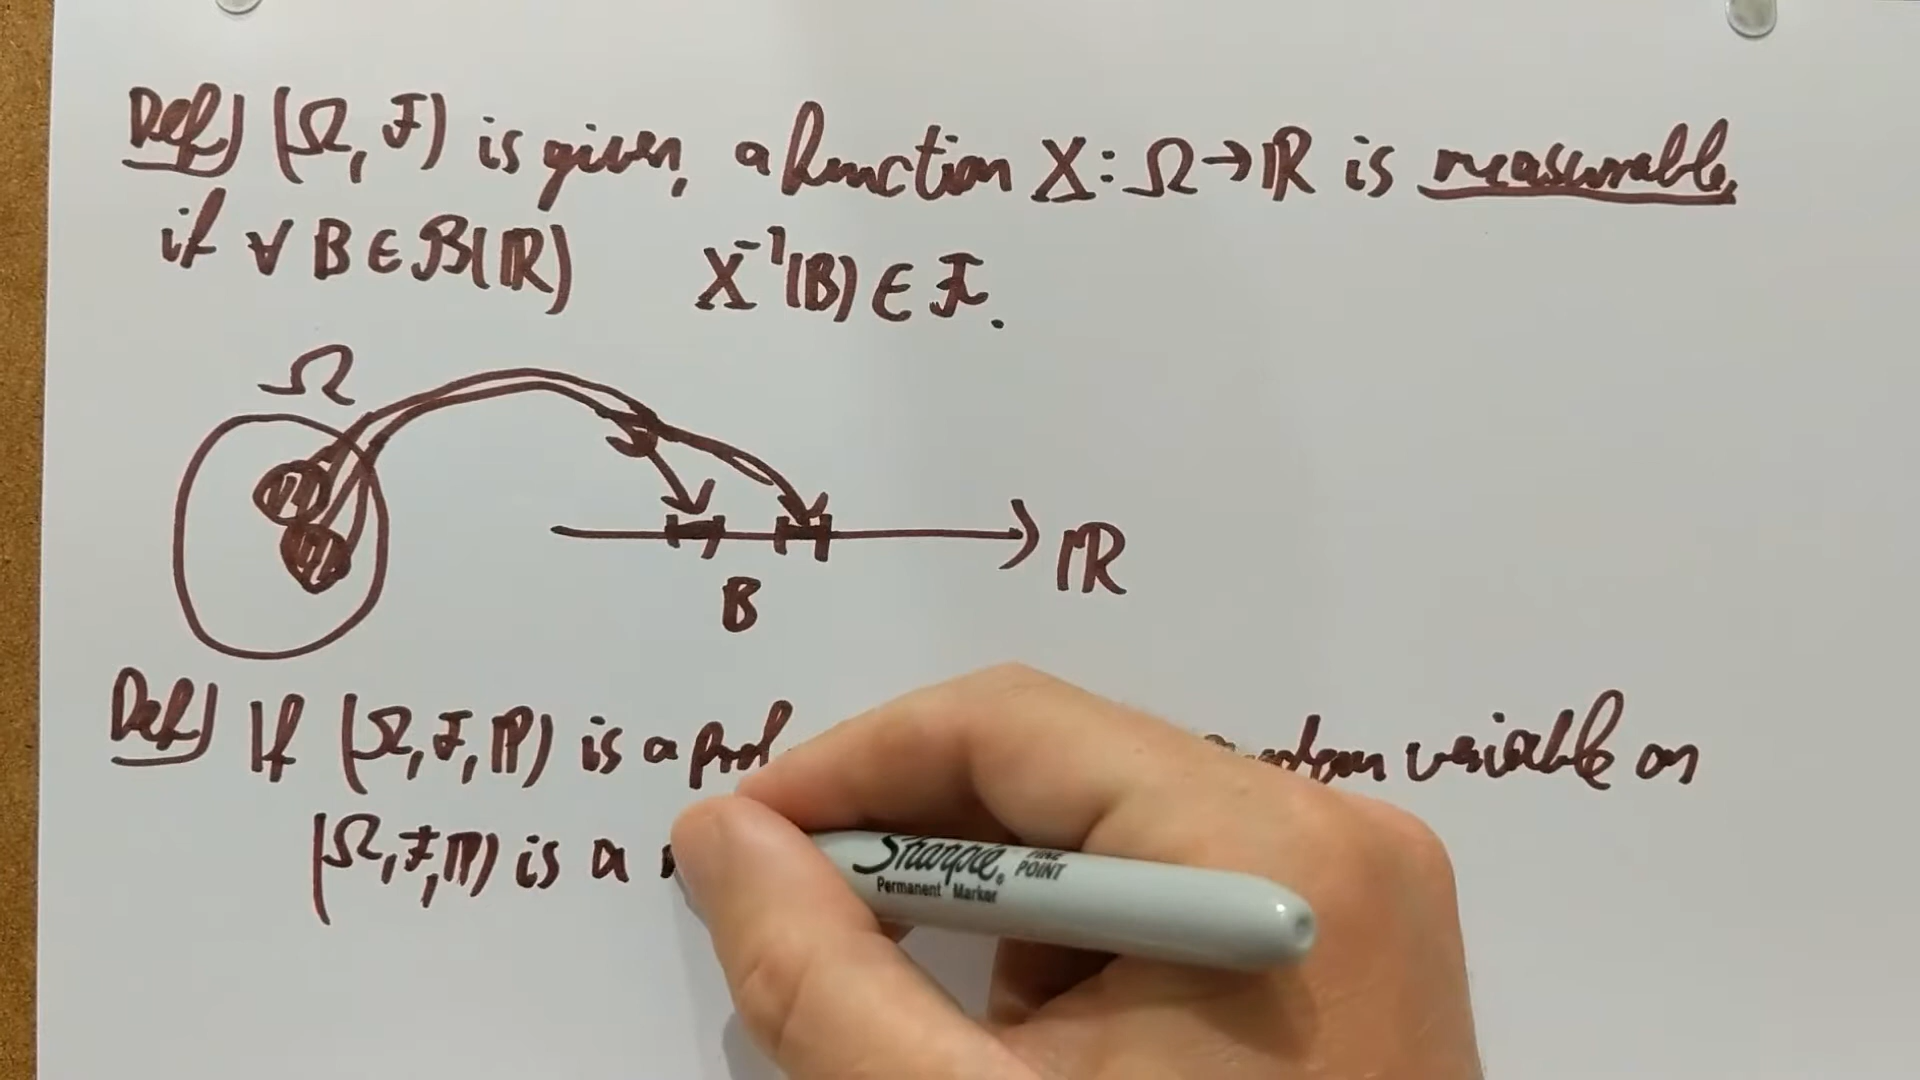 Def) (Ω, F) is given, a function X: Ω→ℝ is measurable,
if ∀ B ∈ B(ℝ) X⁻¹(B) ∈ F.
Ω
ℝ
B
Def) If (Ω, F, ℙ) is a variable on
(Ω, F, ℙ) is a
Sharpie. FINE POINT
Permanent Marker